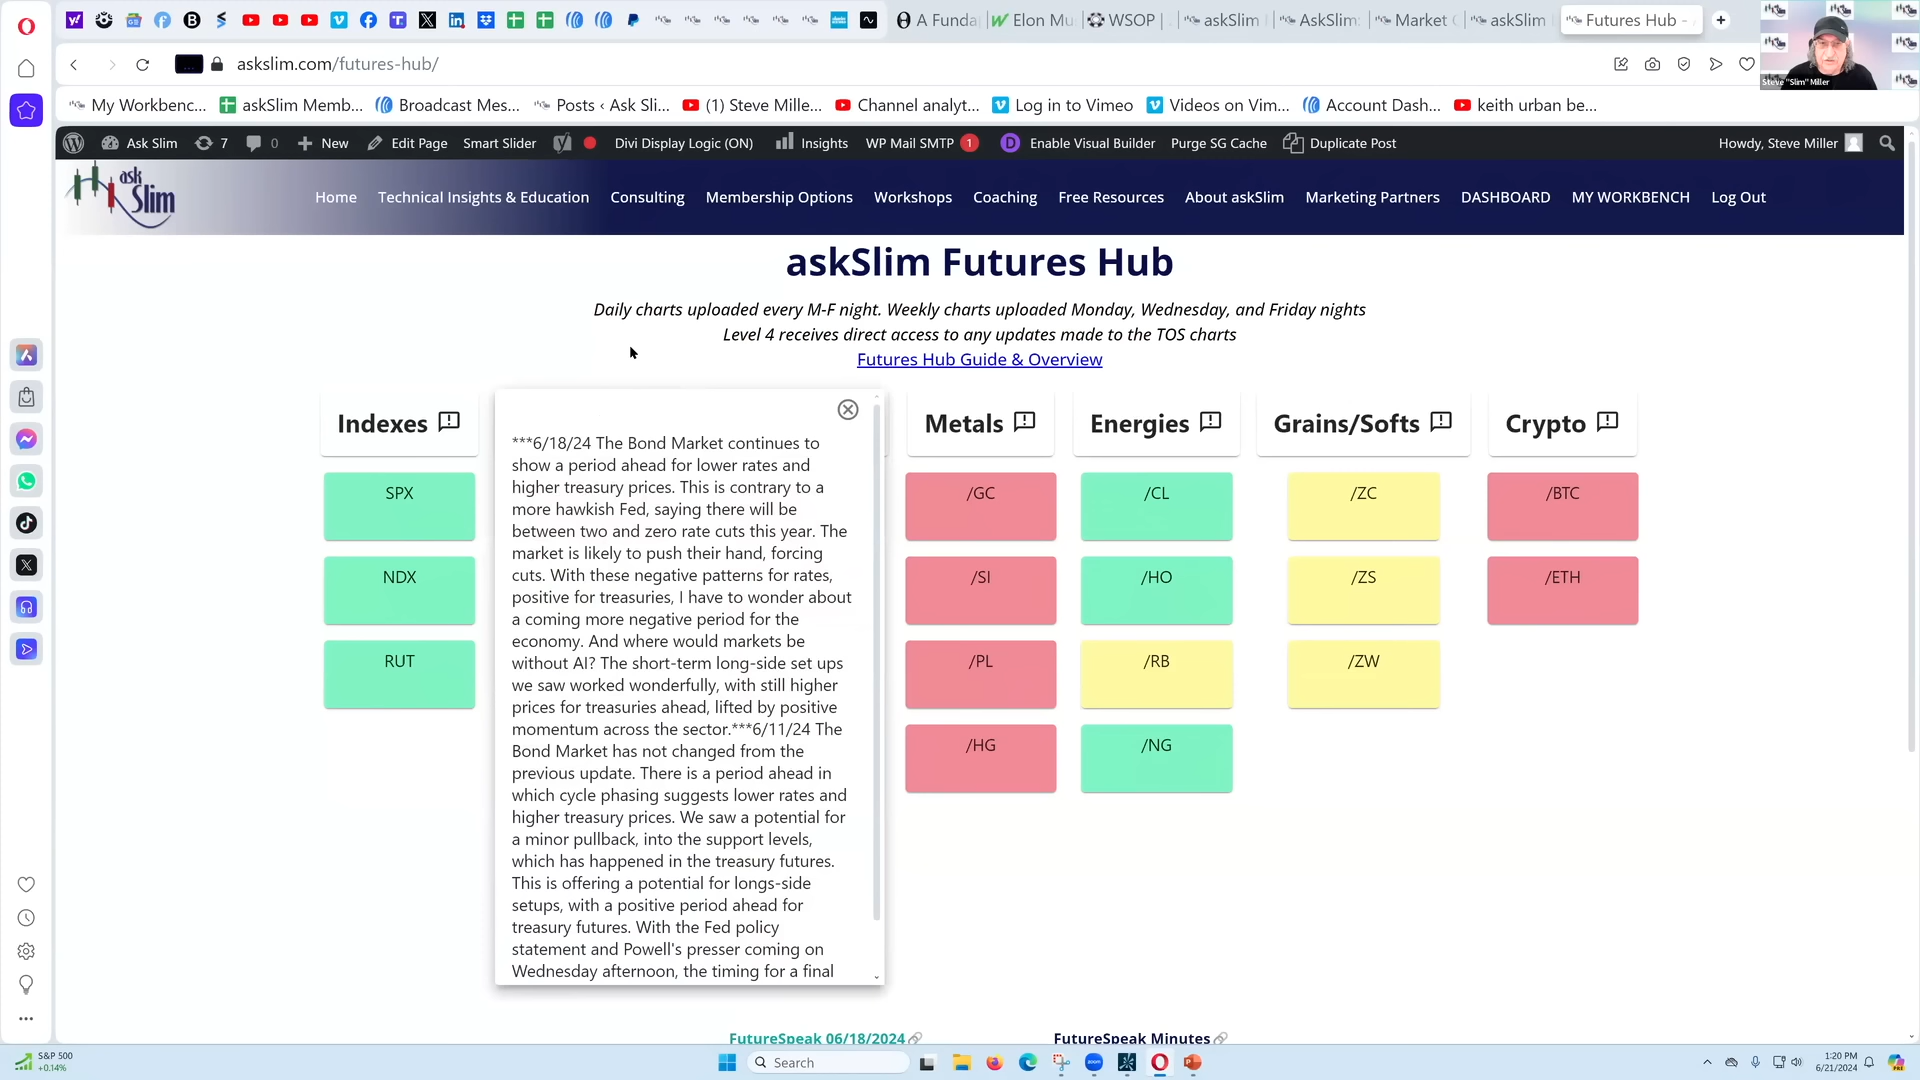 A Funda
Elon Mu
WSOP |
askSlim
AskSlim:
Market
askSlim
Futures Hub -
Steve "Slim" Miller
askslim.com/futures-hub/
My Workbenc...
askSlim Memb...
Broadcast Mes...
Posts ‹ Ask Sli...
(1) Steve Mille...
Channel analyt...
Log in to Vimeo
Videos on Vim...
Account Dash...
keith urban be...
Ask Slim
7
0
New
Edit Page
Smart Slider
Divi Display Logic (ON)
Insights
WP Mail SMTP 1
Enable Visual Builder
Purge SG Cache
Duplicate Post
Howdy, Steve Miller
ask
Slim
Home
Technical Insights & Education
Consulting
Membership Options
Workshops
Coaching
Free Resources
About askSlim
Marketing Partners
DASHBOARD
MY WORKBENCH
Log Out
askSlim Futures Hub
Daily charts uploaded every M-F night. Weekly charts uploaded Monday, Wednesday, and Friday nights
Level 4 receives direct access to any updates made to the TOS charts
Futures Hub Guide & Overview
Indexes
SPX
NDX
RUT
***6/18/24 The Bond Market continues to
show a period ahead for lower rates and
higher treasury prices. This is contrary to a
more hawkish Fed, saying there will be
between two and zero rate cuts this year. The
market is likely to push their hand, forcing
cuts. With these negative patterns for rates,
positive for treasuries, I have to wonder about
a coming more negative period for the
economy. And where would markets be
without AI? The short-term long-side set ups
we saw worked wonderfully, with still higher
prices for treasuries ahead, lifted by positive
momentum across the sector.***6/11/24 The
Bond Market has not changed from the
previous update. There is a period ahead in
which cycle phasing suggests lower rates and
higher treasury prices. We saw a potential for
a minor pullback, into the support levels,
which has happened in the treasury futures.
This is offering a potential for longs-side
setups, with a positive period ahead for
treasury futures. With the Fed policy
statement and Powell's presser coming on
Wednesday afternoon, the timing for a final
Metals
/GC
/SI
/PL
/HG
Energies
/CL
/HO
/RB
/NG
Grains/Softs
/ZC
/ZS
/ZW
Crypto
/BTC
/ETH
FutureSpeak 06/18/2024
FutureSpeak Minutes
S&P 500
+0.14%
Search
1:20 PM
6/21/2024